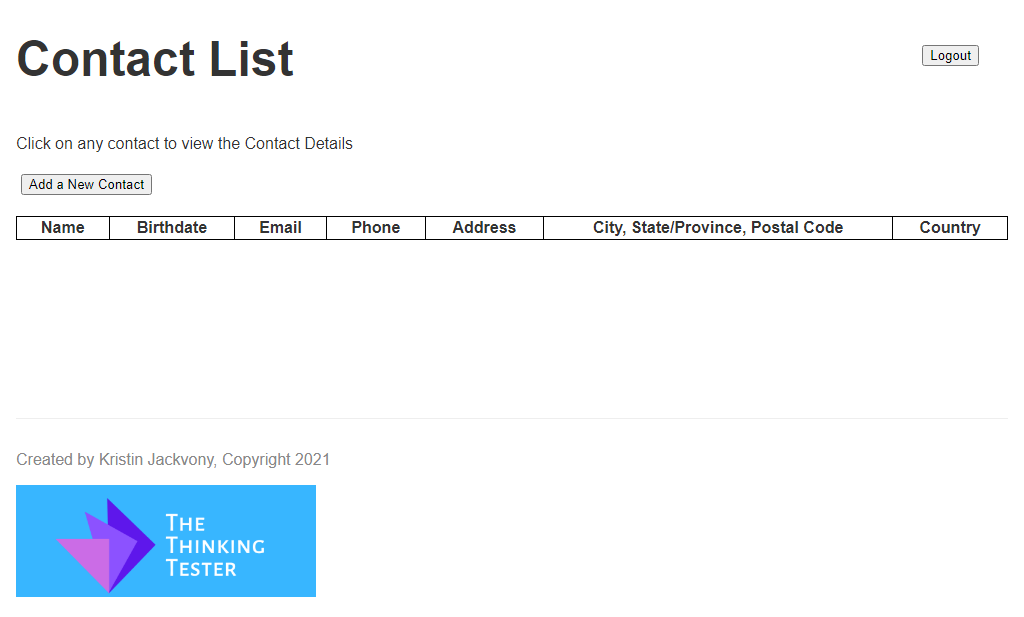 Contact List
Logout
Click on any contact to view the Contact Details
Add a New Contact
Name Birthdate Email Phone Address City, State/Province, Postal Code Country
Created by Kristin Jackvony, Copyright 2021
The
Thinking
Tester